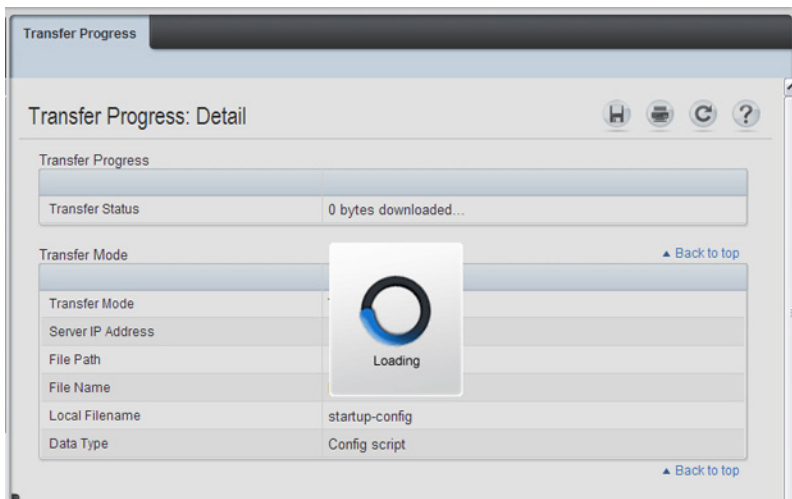 Transfer Progress
Transfer Progress: Detail
?
Transfer Progress
Transfer Status 0 bytes downloaded...
Transfer Mode ▲ Back to top
Transfer Mode
Server IP Address
File Path
Loading
File Name
Local Filename startup-config
Data Type Config script
▲ Back to top